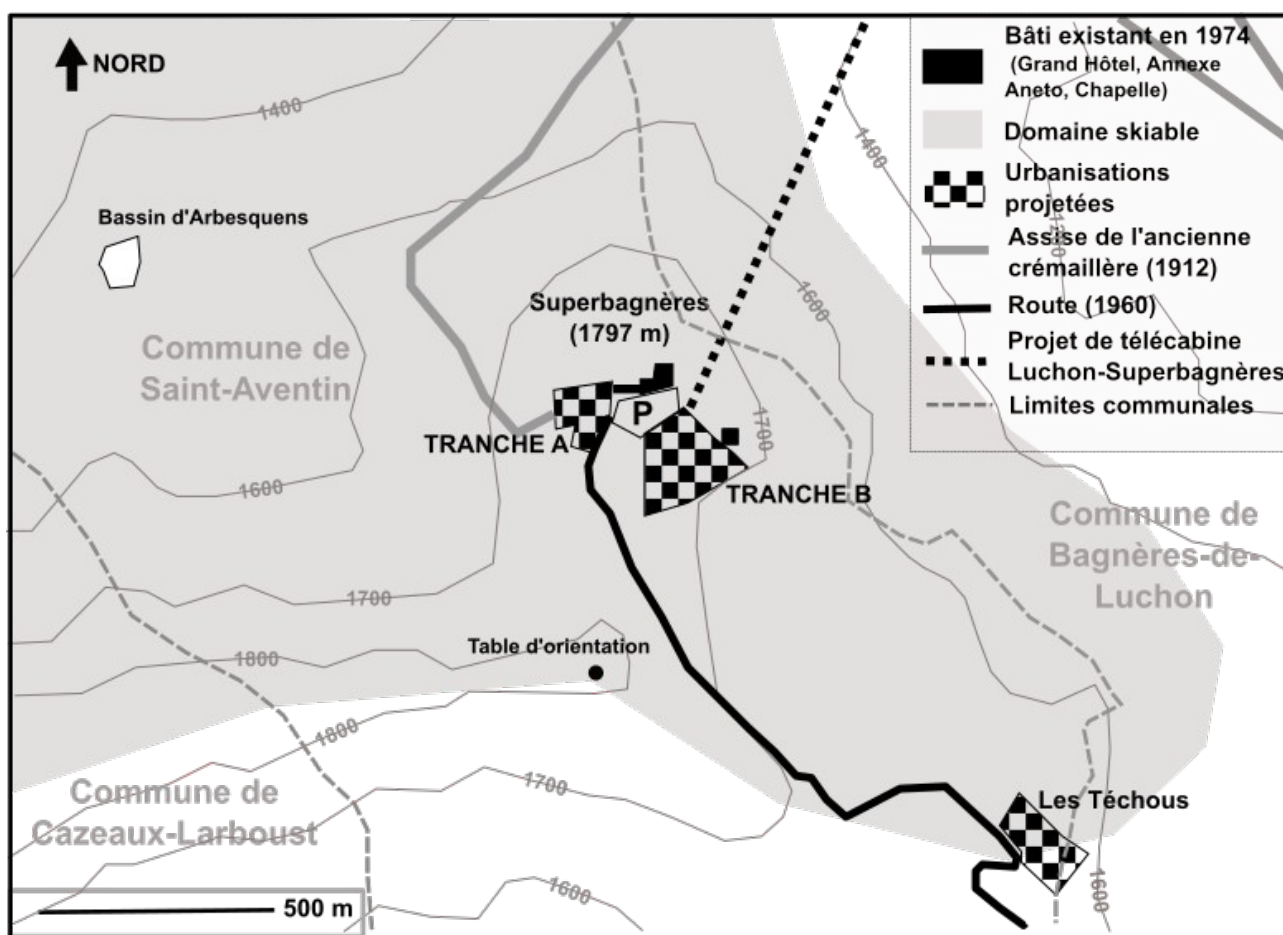 NORD
1400
Bassin d'Arbesquens
Commune de
Saint-Aventin
1600
Superbagnères
(1797 m)
P
TRANCHE A
TRANCHE B
1700
1600
1400
1200
Bâti existant en 1974
(Grand Hôtel, Annexe
Aneto, Chapelle)
Domaine skiable
Urbanisations
projetées
Assise de l'ancienne
crémaillère (1912)
Route (1960)
Projet de télécabine
Luchon-Superbagnères
Limites communales
Commune de
Bagnères-de-
Luchon
1700
1800
Table d'orientation
1800
1700
Commune de
Cazeaux-Larboust
Les Téchous
1600
1600
500 m